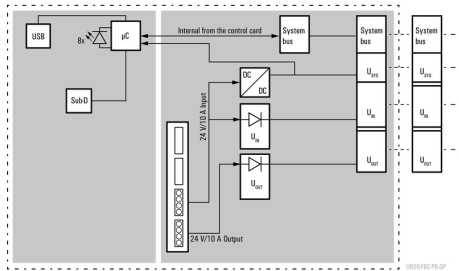 USB
8x
µC
Internal from the control card
System
bus
System
bus
System
bus
DC
DC
U SYS
U SYS
Sub-D
24 V/10 A Input
U IN
U IN
U IN
U OUT
U OUT
U OUT
24 V/10 A Output
UR20-FBC-PB-DP